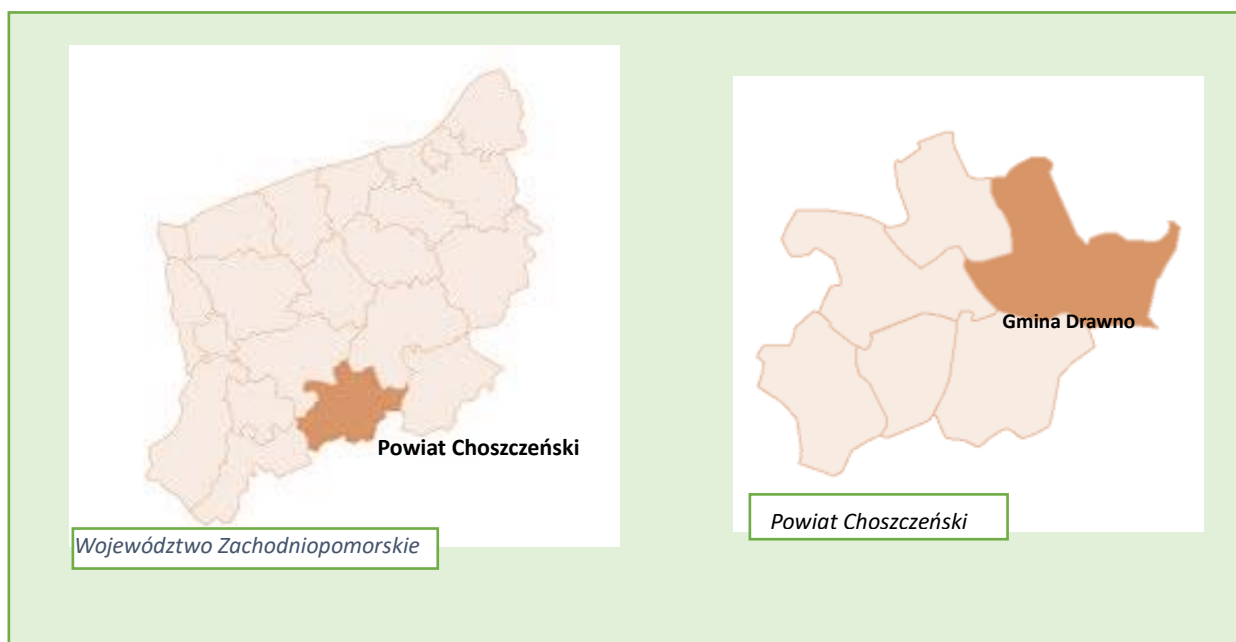 Powiat Choszczeński
Województwo Zachodniopomorskie
Gmina Drawno
Powiat Choszczeński